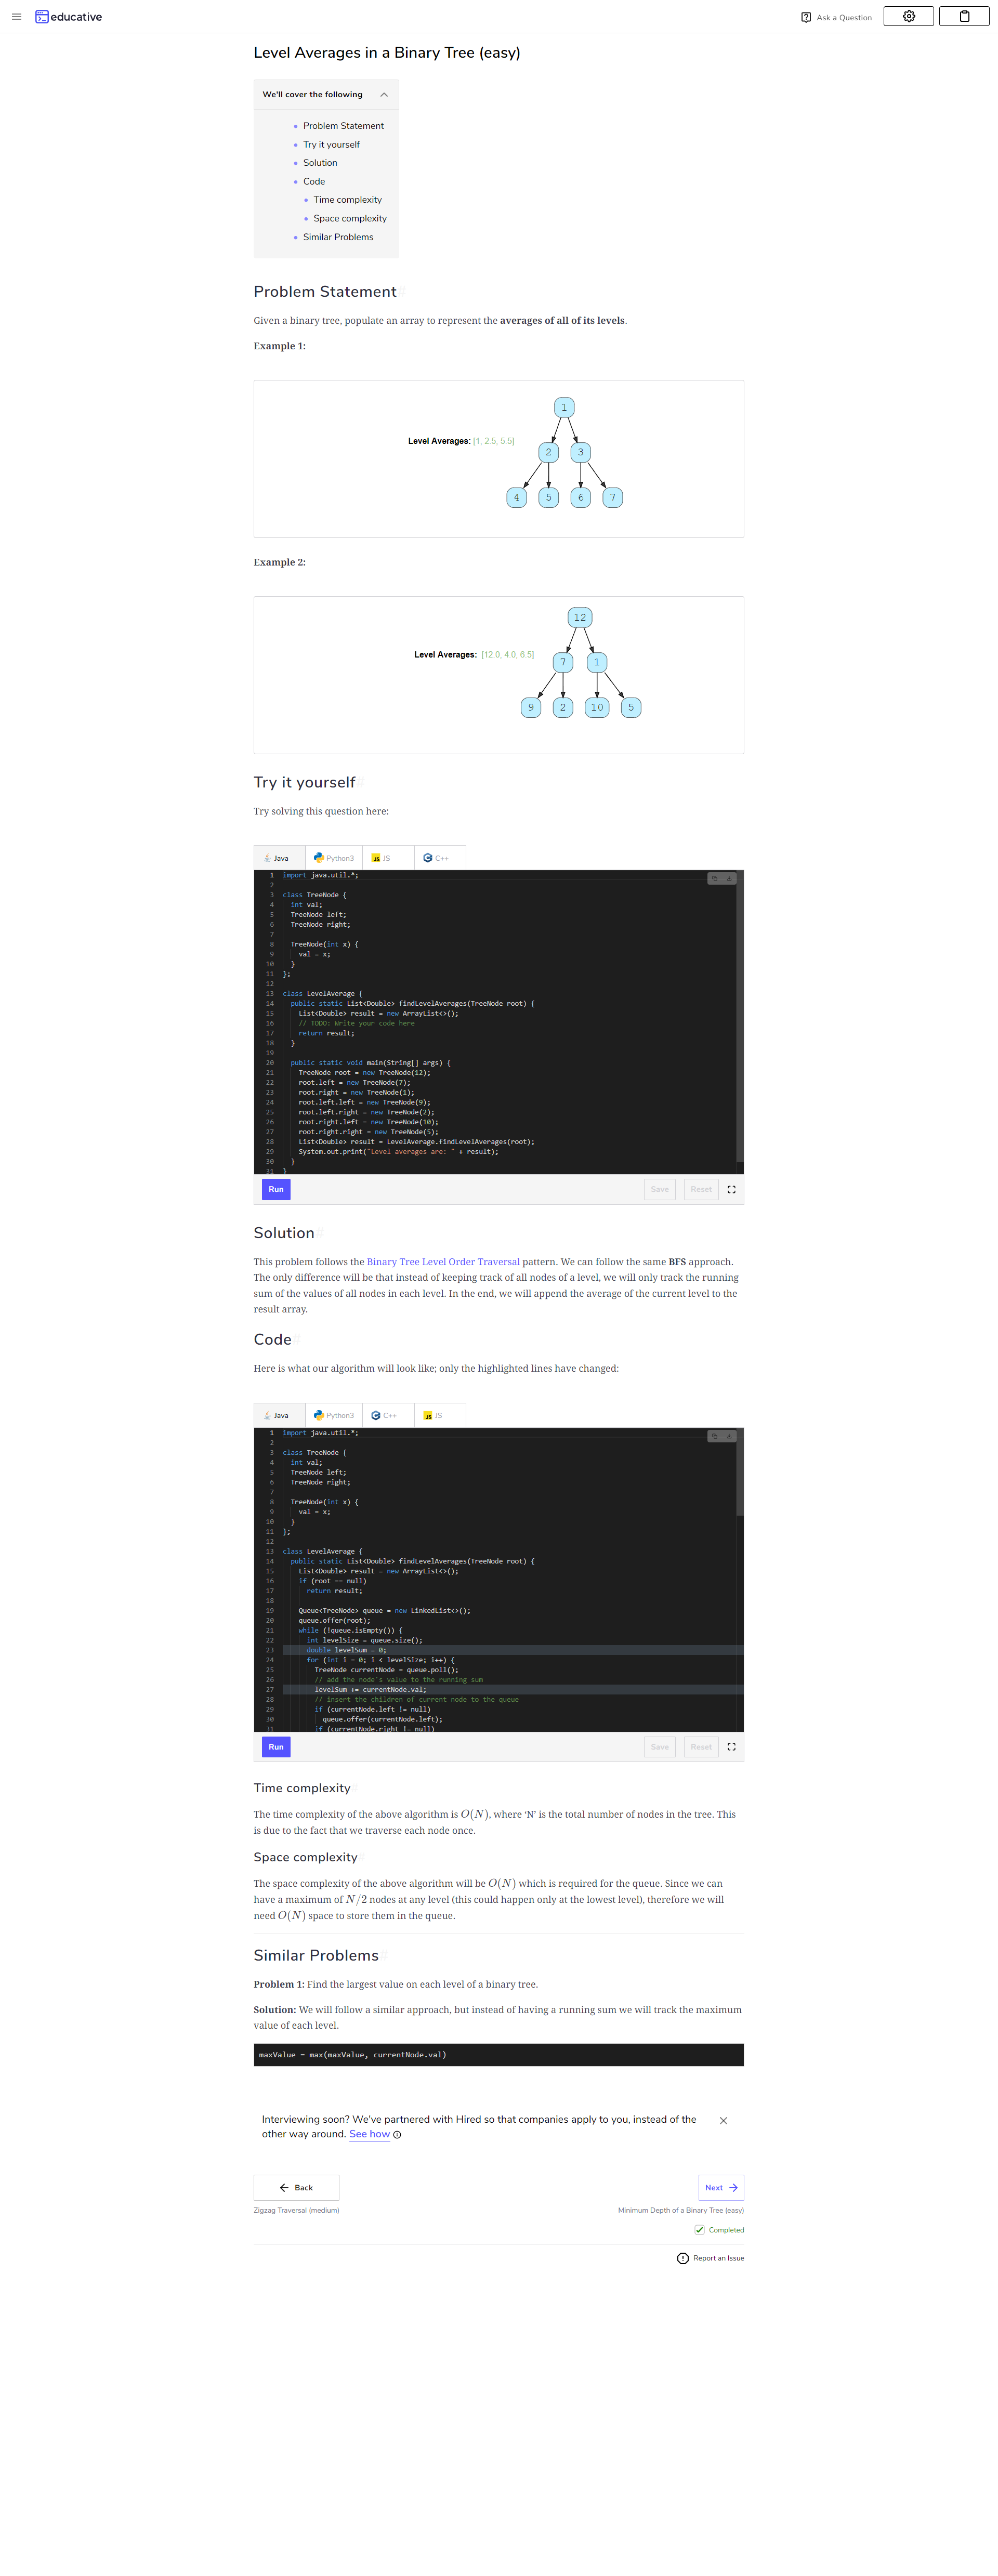 educative
Ask a Question
Level Averages in a Binary Tree (easy)
We'll cover the following
Problem Statement
Try it yourself
Solution
Code
Time complexity
Space complexity
Similar Problems
Problem Statement
Given a binary tree, populate an array to represent the averages of all of its levels.
Example 1:
Level Averages: [1, 2.5, 5.5]
1
2 3
4 5 6 7
Example 2:
Level Averages: [12.0, 4.0, 6.5]
12
7 1
9 2 10 5
Try it yourself
Try solving this question here:
Java Python3 JS C++
1 import java.util.*;
2
3 class TreeNode {
4 int val;
5 TreeNode left;
6 TreeNode right;
7
8 TreeNode(int x) {
9 val = x;
10 }
11 };
12
13 class LevelAverage {
14 public static List<Double> findLevelAverages(TreeNode root) {
15 List<Double> result = new ArrayList<>();
16 // TODO: Write your code here
17 return result;
18 }
19
20 public static void main(String[] args) {
21 TreeNode root = new TreeNode(12);
22 root.left = new TreeNode(7);
23 root.right = new TreeNode(1);
24 root.left.left = new TreeNode(9);
25 root.left.right = new TreeNode(2);
26 root.right.left = new TreeNode(10);
27 root.right.right = new TreeNode(5);
28 List<Double> result = LevelAverage.findLevelAverages(root);
29 System.out.print("Level averages are: " + result);
30 }
31 }
Run Save Reset
Solution
This problem follows the Binary Tree Level Order Traversal pattern. We can follow the same BFS approach.
The only difference will be that instead of keeping track of all nodes of a level, we will only track the running
sum of the values of all nodes in each level. In the end, we will append the average of the current level to the
result array.
Code
Here is what our algorithm will look like; only the highlighted lines have changed:
Java Python3 C++ JS
1 import java.util.*;
2
3 class TreeNode {
4 int val;
5 TreeNode left;
6 TreeNode right;
7
8 TreeNode(int x) {
9 val = x;
10 }
11 };
12
13 class LevelAverage {
14 public static List<Double> findLevelAverages(TreeNode root) {
15 List<Double> result = new ArrayList<>();
16 if (root == null)
17 return result;
18
19 Queue<TreeNode> queue = new LinkedList<>();
20 queue.offer(root);
21 while (!queue.isEmpty()) {
22 int levelSize = queue.size();
23 double levelSum = 0;
24 for (int i = 0; i < levelSize; i++) {
25 TreeNode currentNode = queue.poll();
26 // add the node's value to the running sum
27 levelSum += currentNode.val;
28 // insert the children of current node to the queue
29 if (currentNode.left != null)
30 queue.offer(currentNode.left);
31 if (currentNode.right != null)
Run Save Reset
Time complexity
The time complexity of the above algorithm is O(N), where ‘N’ is the total number of nodes in the tree. This
is due to the fact that we traverse each node once.
Space complexity
The space complexity of the above algorithm will be O(N) which is required for the queue. Since we can
have a maximum of N/2 nodes at any level (this could happen only at the lowest level), therefore we will
need O(N) space to store them in the queue.
Similar Problems
Problem 1: Find the largest value on each level of a binary tree.
Solution: We will follow a similar approach, but instead of having a running sum we will track the maximum
value of each level.
maxValue = max(maxValue, currentNode.val)
Interviewing soon? We've partnered with Hired so that companies apply to you, instead of the
other way around. See how
Back Next
Zigzag Traversal (medium) Minimum Depth of a Binary Tree (easy)
Completed
Report an Issue